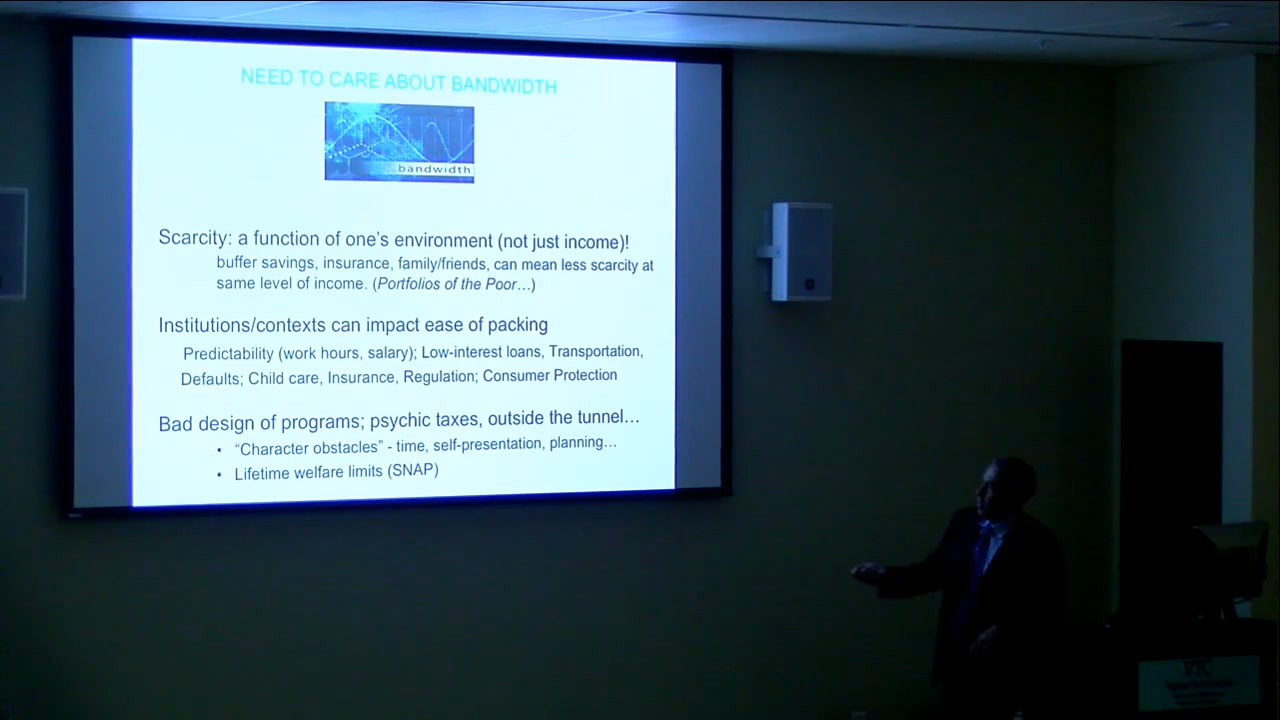 NEED TO CARE ABOUT BANDWIDTH
bandwidth
Scarcity: a function of one's environment (not just income)!
buffer savings, insurance, family/friends, can mean less scarcity at
same level of income. (Portfolios of the Poor...)
Institutions/contexts can impact ease of packing
Predictability (work hours, salary); Low-interest loans, Transportation,
Defaults; Child care, Insurance, Regulation; Consumer Protection
Bad design of programs; psychic taxes, outside the tunnel...
• "Character obstacles" - time, self-presentation, planning...
• Lifetime welfare limits (SNAP)
VTC